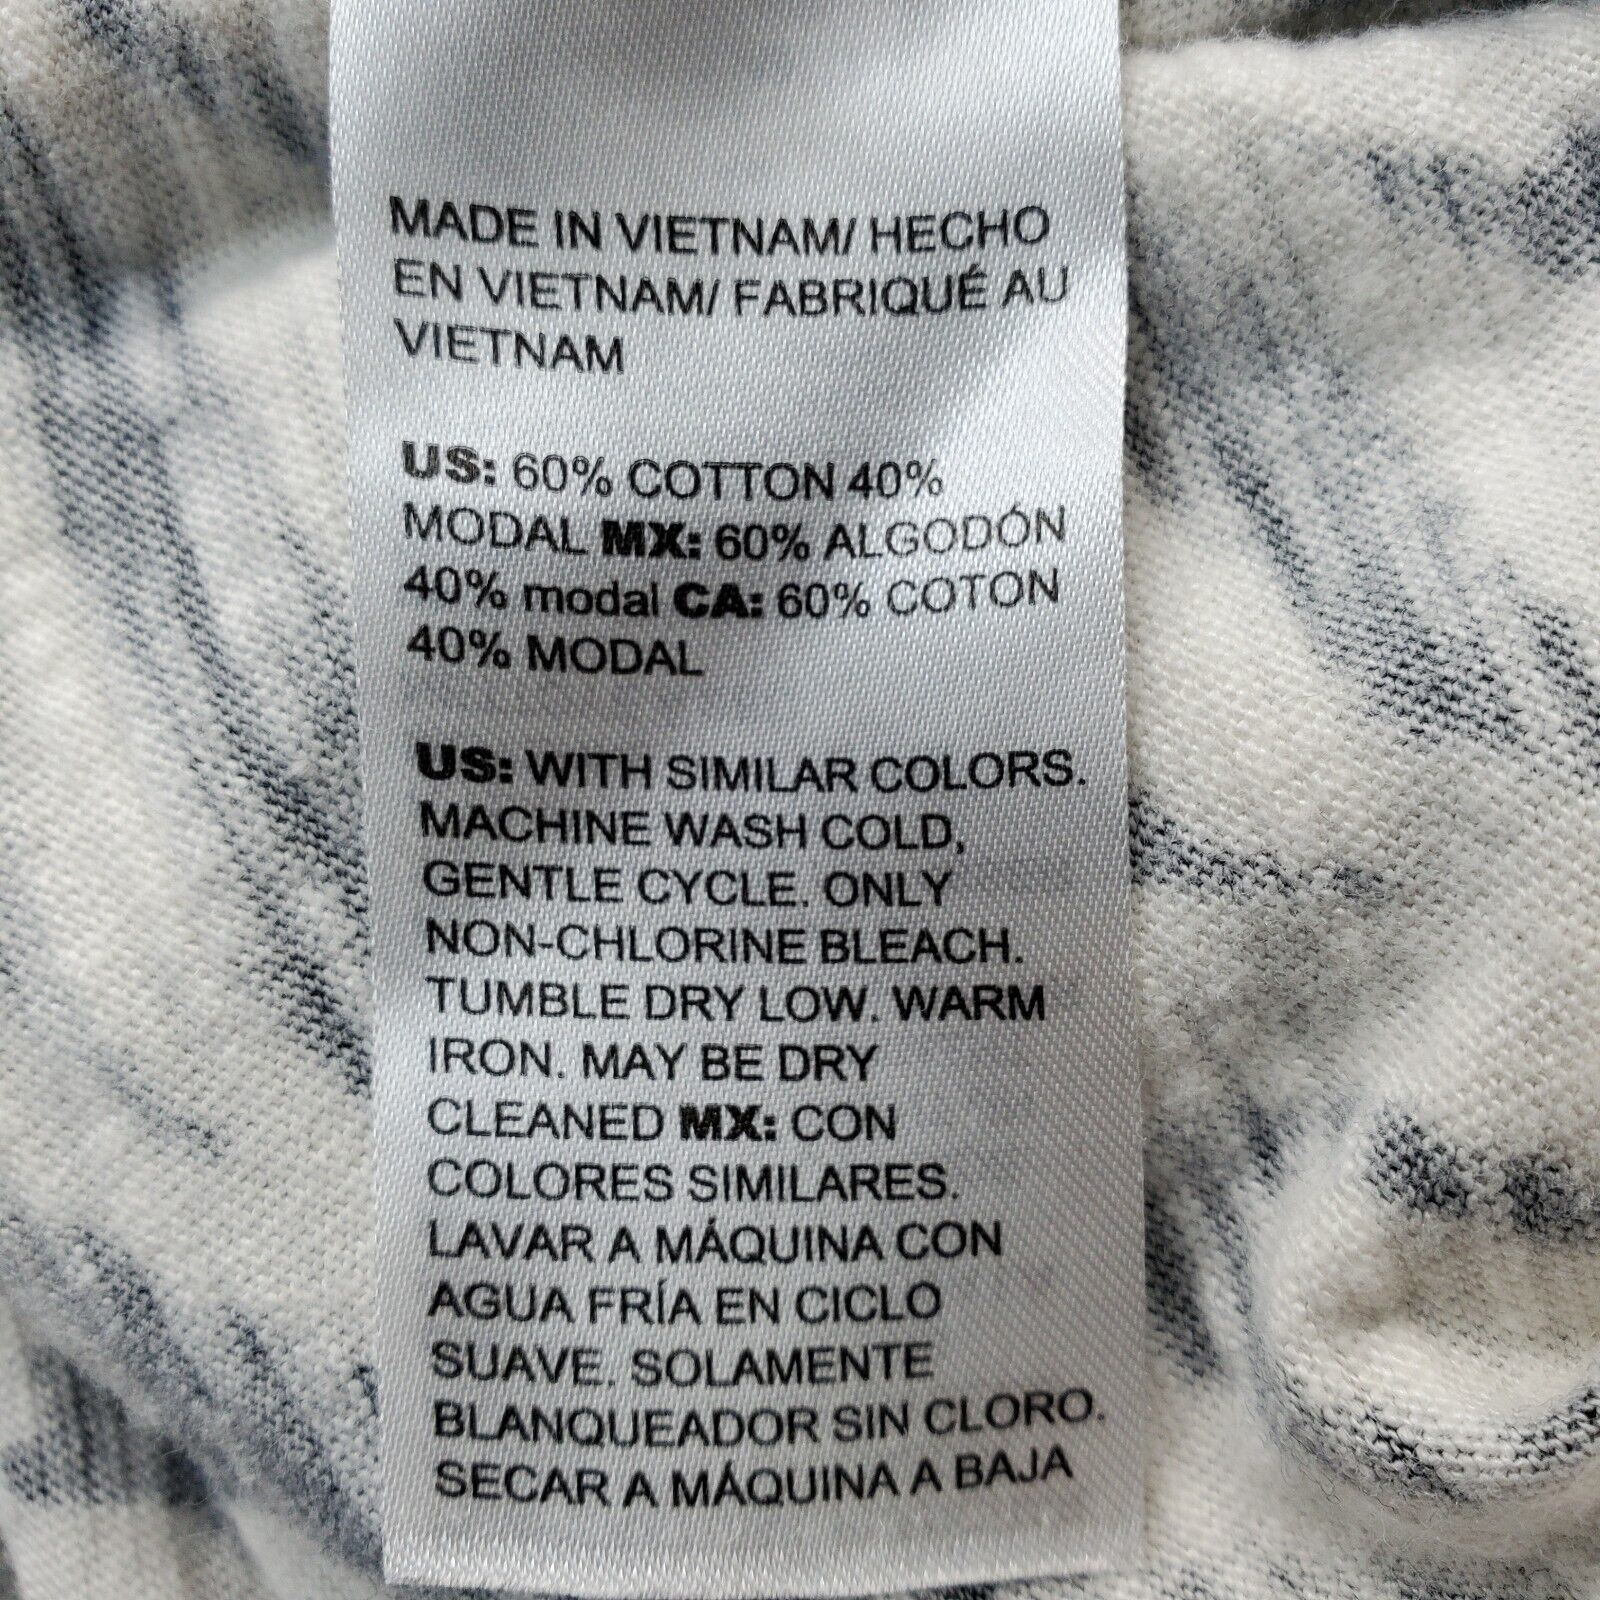 MADE IN VIETNAM/ HECHO
EN VIETNAM/ FABRIQUÉ AU
VIETNAM
US: 60% COTTON 40%
MODAL MX: 60% ALGODÓN
40% modal CA: 60% COTON
40% MODAL
US: WITH SIMILAR COLORS.
MACHINE WASH COLD,
GENTLE CYCLE. ONLY
NON-CHLORINE BLEACH.
TUMBLE DRY LOW. WARM
IRON. MAY BE DRY
CLEANED MX: CON
COLORES SIMILARES.
LAVAR A MÁQUINA CON
AGUA FRÍA EN CICLO
SUAVE. SOLAMENTE
BLANQUEADOR SIN CLORO.
SECAR A MÁQUINA A BAJA